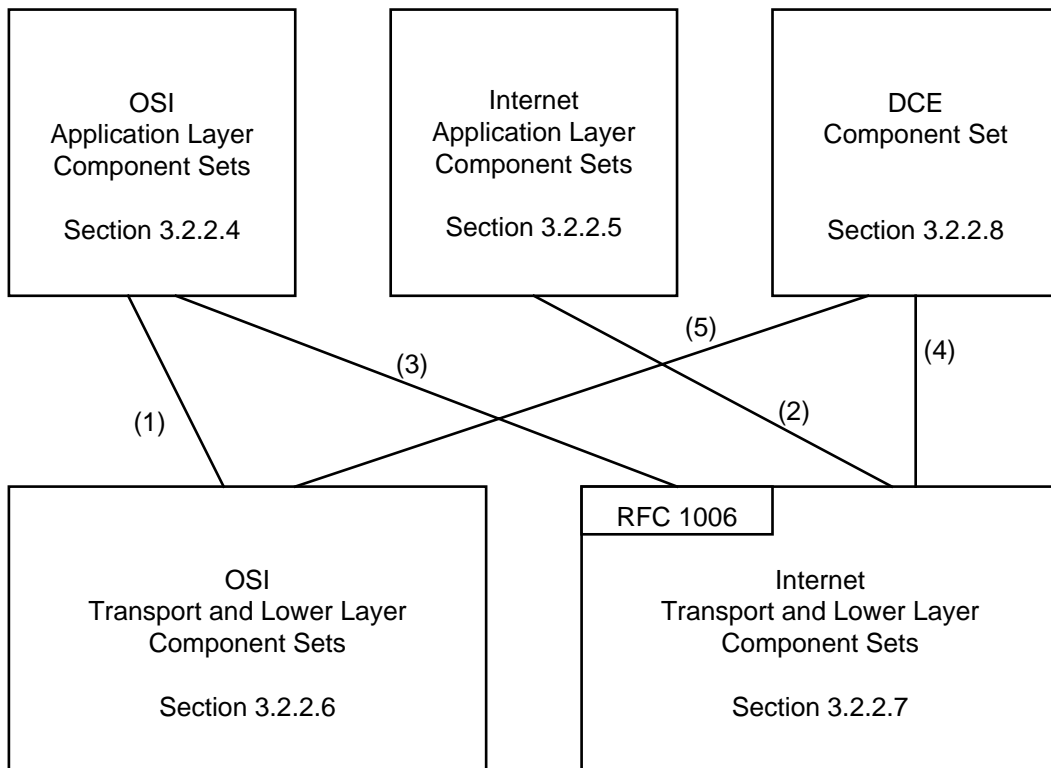 OSI
Application Layer
Component Sets
Section 3.2.2.4
Internet
Application Layer
Component Sets
Section 3.2.2.5
DCE
Component Set
Section 3.2.2.8
(1)
(3)
(5)
(2)
(4)
OSI
Transport and Lower Layer
Component Sets
Section 3.2.2.6
RFC 1006
Internet
Transport and Lower Layer
Component Sets
Section 3.2.2.7